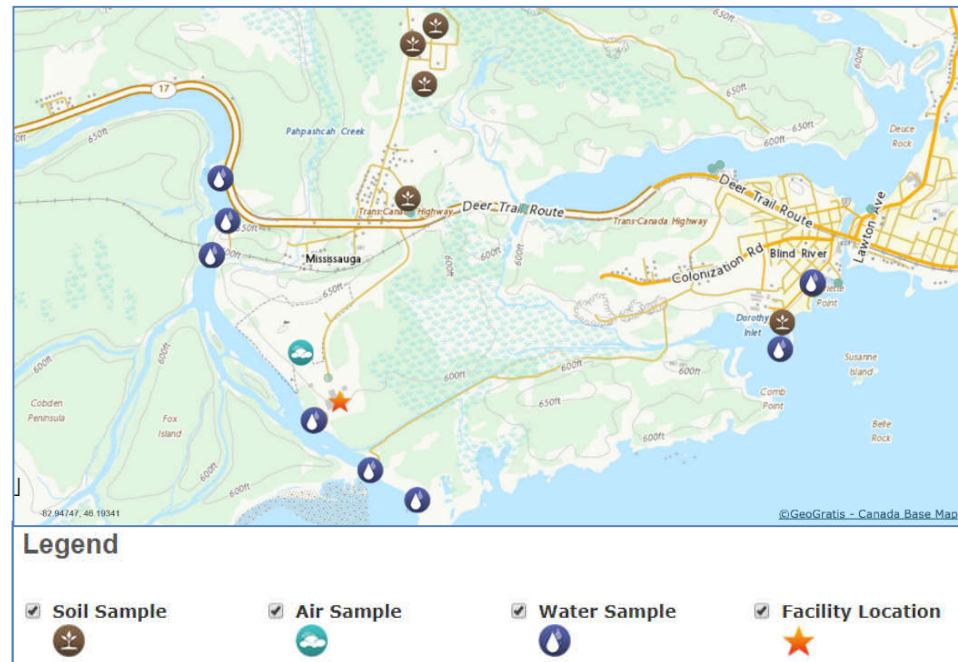 17
650ft
600ft
Deuce
Rock
650ft
600ft
Pahpashcah Creek
650ft
Trans-Canada Highway
Deer Trail Route
Trans-Canada Highway
Deer Trail Route
Lawton Ave
Mississauga
600ft
600ft
Colonization Rd
Blind River
Point
650ft
Dorothy
Inlet
600ft
600ft
600ft
600ft
650ft
Susanne
Island
Comb
Point
Cobden
Peninsula
Fox
Island
600ft
600ft
Belle
Rock
600ft
-82.94747, 46.19341
©GeoGratis - Canada Base Map
Legend
Soil Sample
Air Sample
Water Sample
Facility Location